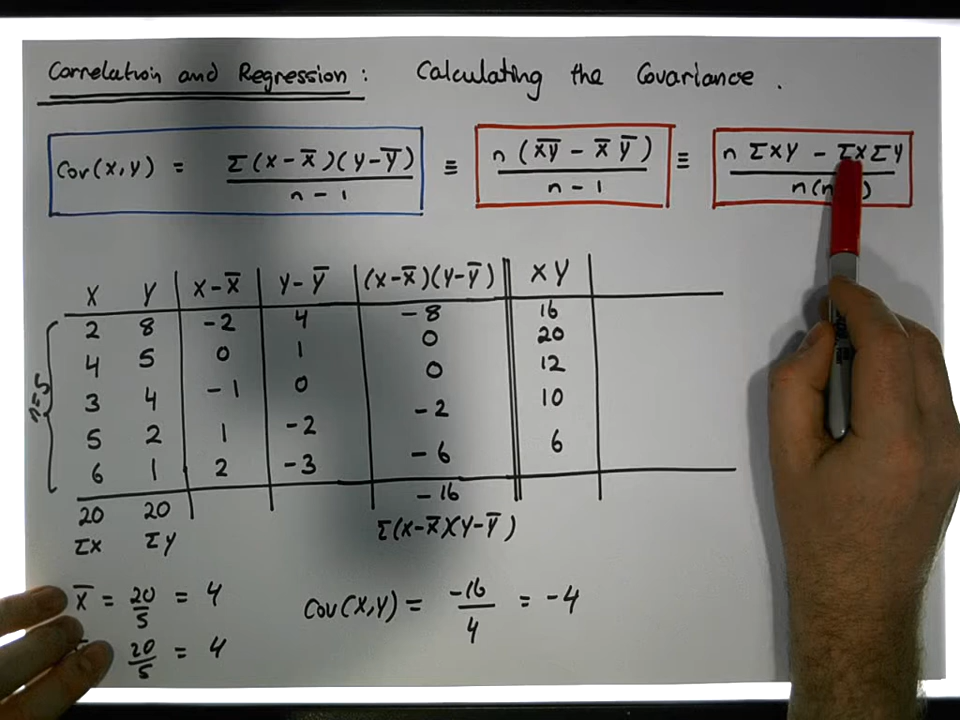 Correlation and Regression : Calculating the Covariance .
Cov(X,Y) = Σ(X-X̅)(Y-Y̅) / n-1 ≡ n(X̅Y̅ - X̅ Y̅) / n-1 ≡ n ΣXY - ΣXΣY / n(n )
X Y X-X̅ Y-Y̅ (X-X̅)(Y-Y̅) XY
2 8 -2 4 -8 16
4 5 0 1 0 20
3 4 -1 0 0 12
5 2 1 -2 -2 10
6 1 2 -3 -6 6
n=5
20 20 -16
ΣX ΣY Σ(X-X̅)(Y-Y̅)
X̅ = 20/5 = 4 Cov(X,Y) = -16/4 = -4
20/5 = 4